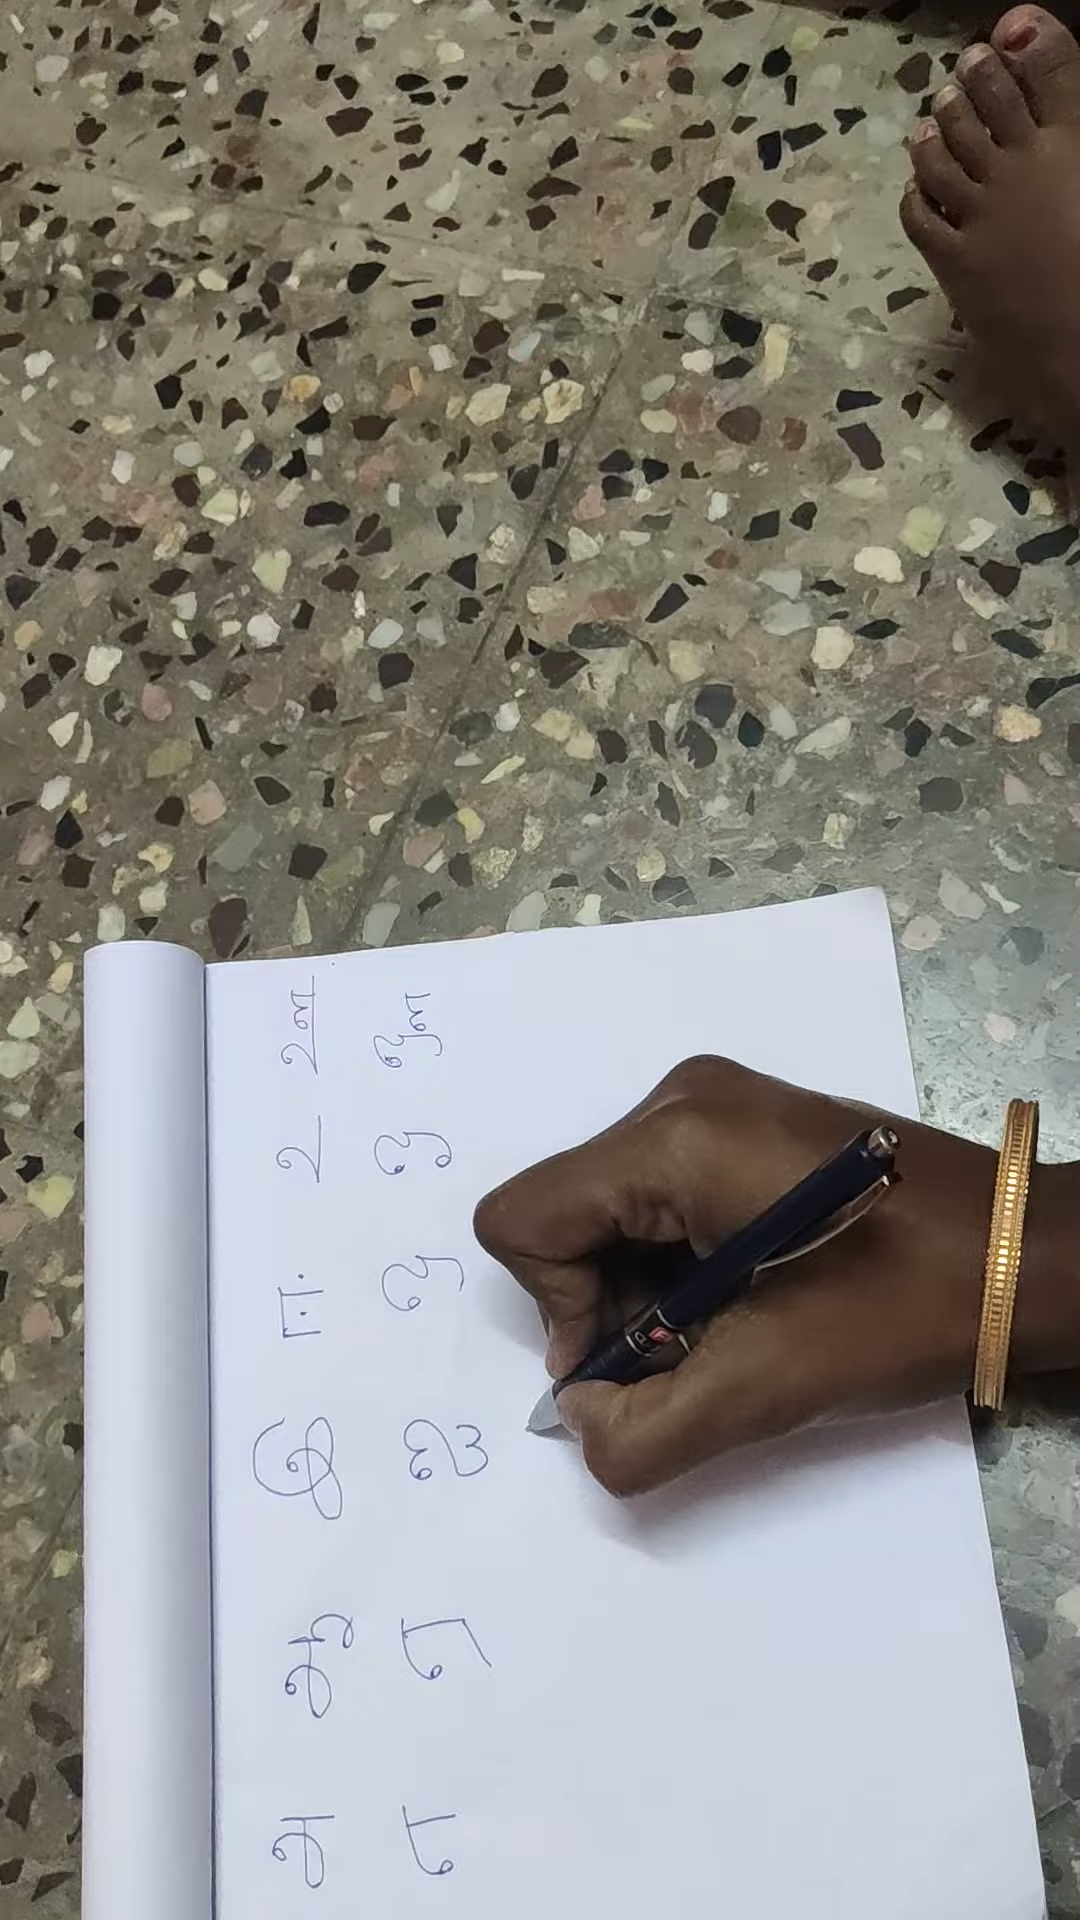 அ ஆ இ ஈ உ ஊ
எ ஏ ஐ ஒ ஓ ஔ